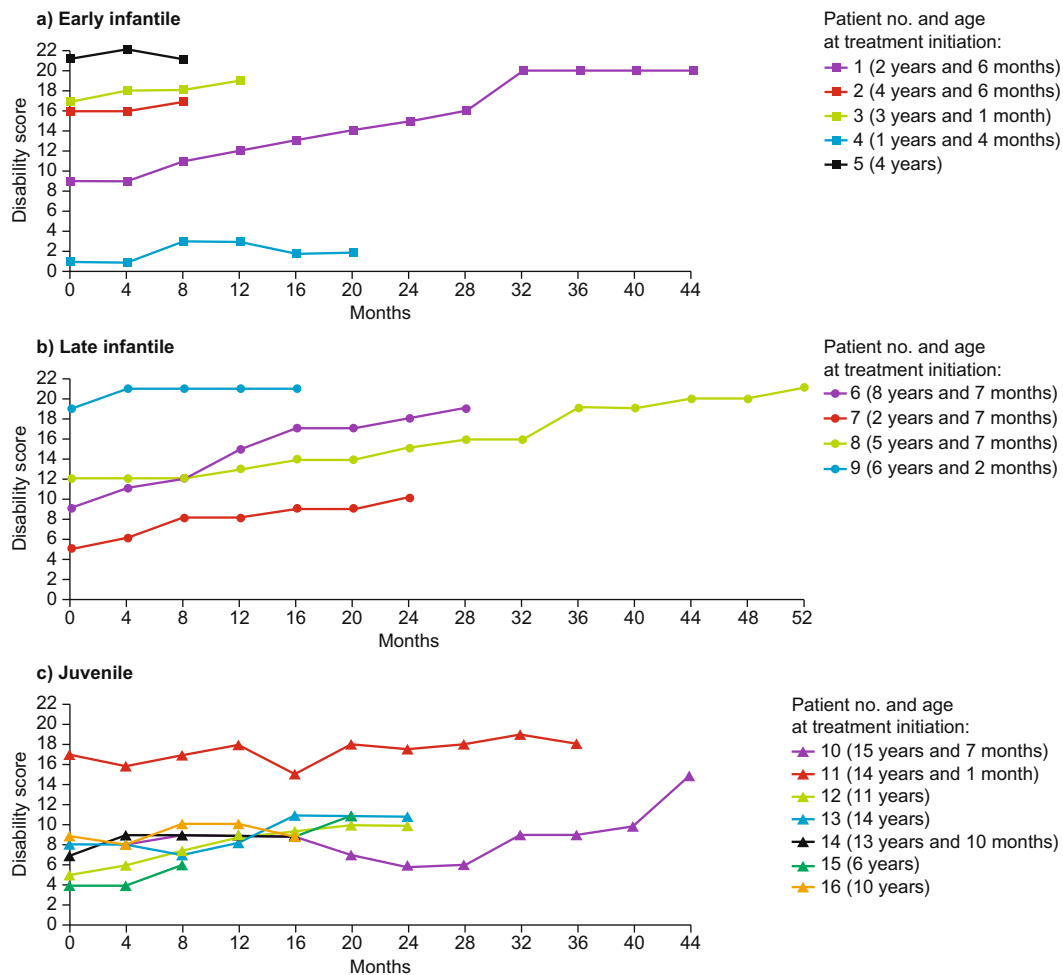 a) Early infantile
Patient no. and age
at treatment initiation:
1 (2 years and 6 months)
2 (4 years and 6 months)
3 (3 years and 1 month)
4 (1 years and 4 months)
5 (4 years)
Disability score
22
20
18
16
14
12
10
8
6
4
2
0
0 4 8 12 16 20 24 28 32 36 40 44
Months
b) Late infantile
Patient no. and age
at treatment initiation:
6 (8 years and 7 months)
7 (2 years and 7 months)
8 (5 years and 7 months)
9 (6 years and 2 months)
Disability score
22
20
18
16
14
12
10
8
6
4
2
0
0 4 8 12 16 20 24 28 32 36 40 44 48 52
Months
c) Juvenile
Patient no. and age
at treatment initiation:
10 (15 years and 7 months)
11 (14 years and 1 month)
12 (11 years)
13 (14 years)
14 (13 years and 10 months)
15 (6 years)
16 (10 years)
Disability score
22
20
18
16
14
12
10
8
6
4
2
0
0 4 8 12 16 20 24 28 32 36 40 44
Months